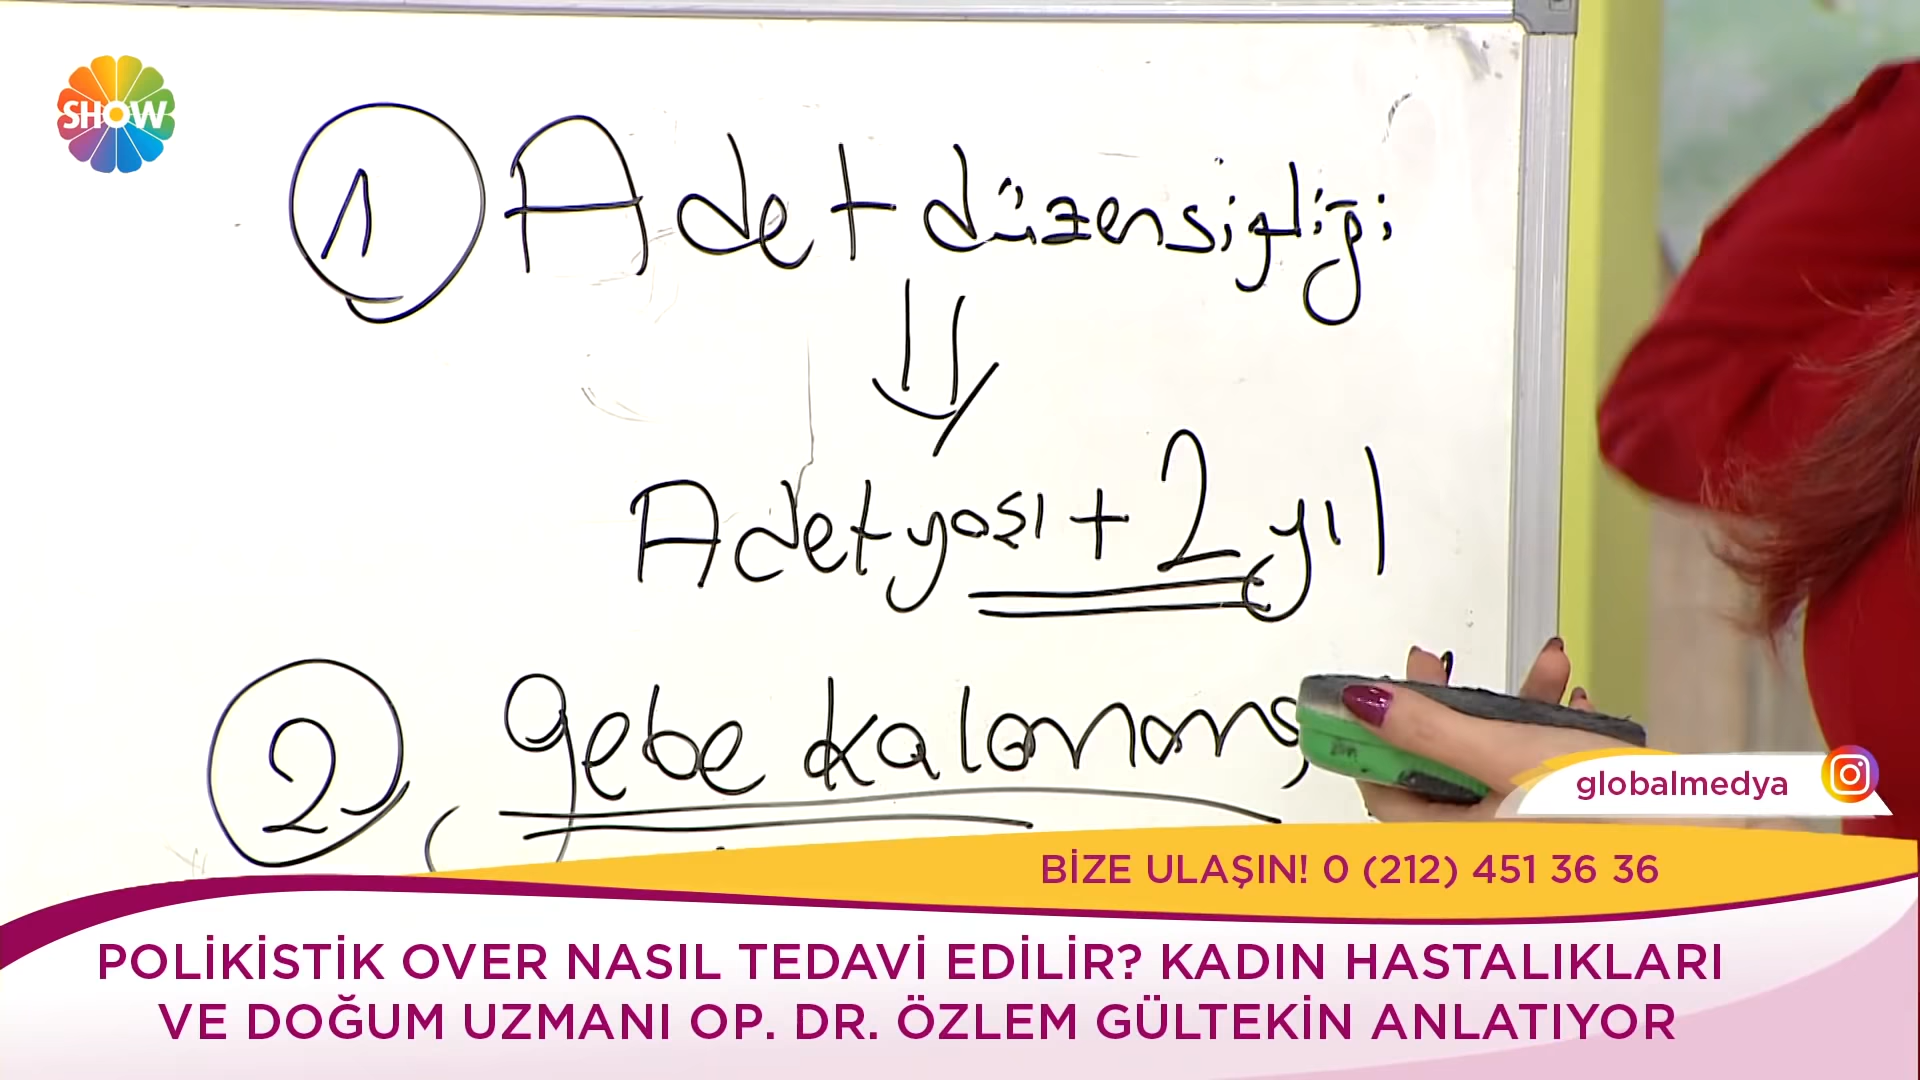 SHOW
1 Adet düzensizliği
Adet yaşı + 2 yıl
2 gebe kalamama
globalmedya
BİZE ULAŞIN! 0 (212) 451 36 36
POLİKİSTİK OVER NASIL TEDAVİ EDİLİR? KADIN HASTALIKLARI
VE DOĞUM UZMANI OP. DR. ÖZLEM GÜLTEKİN ANLATIYOR